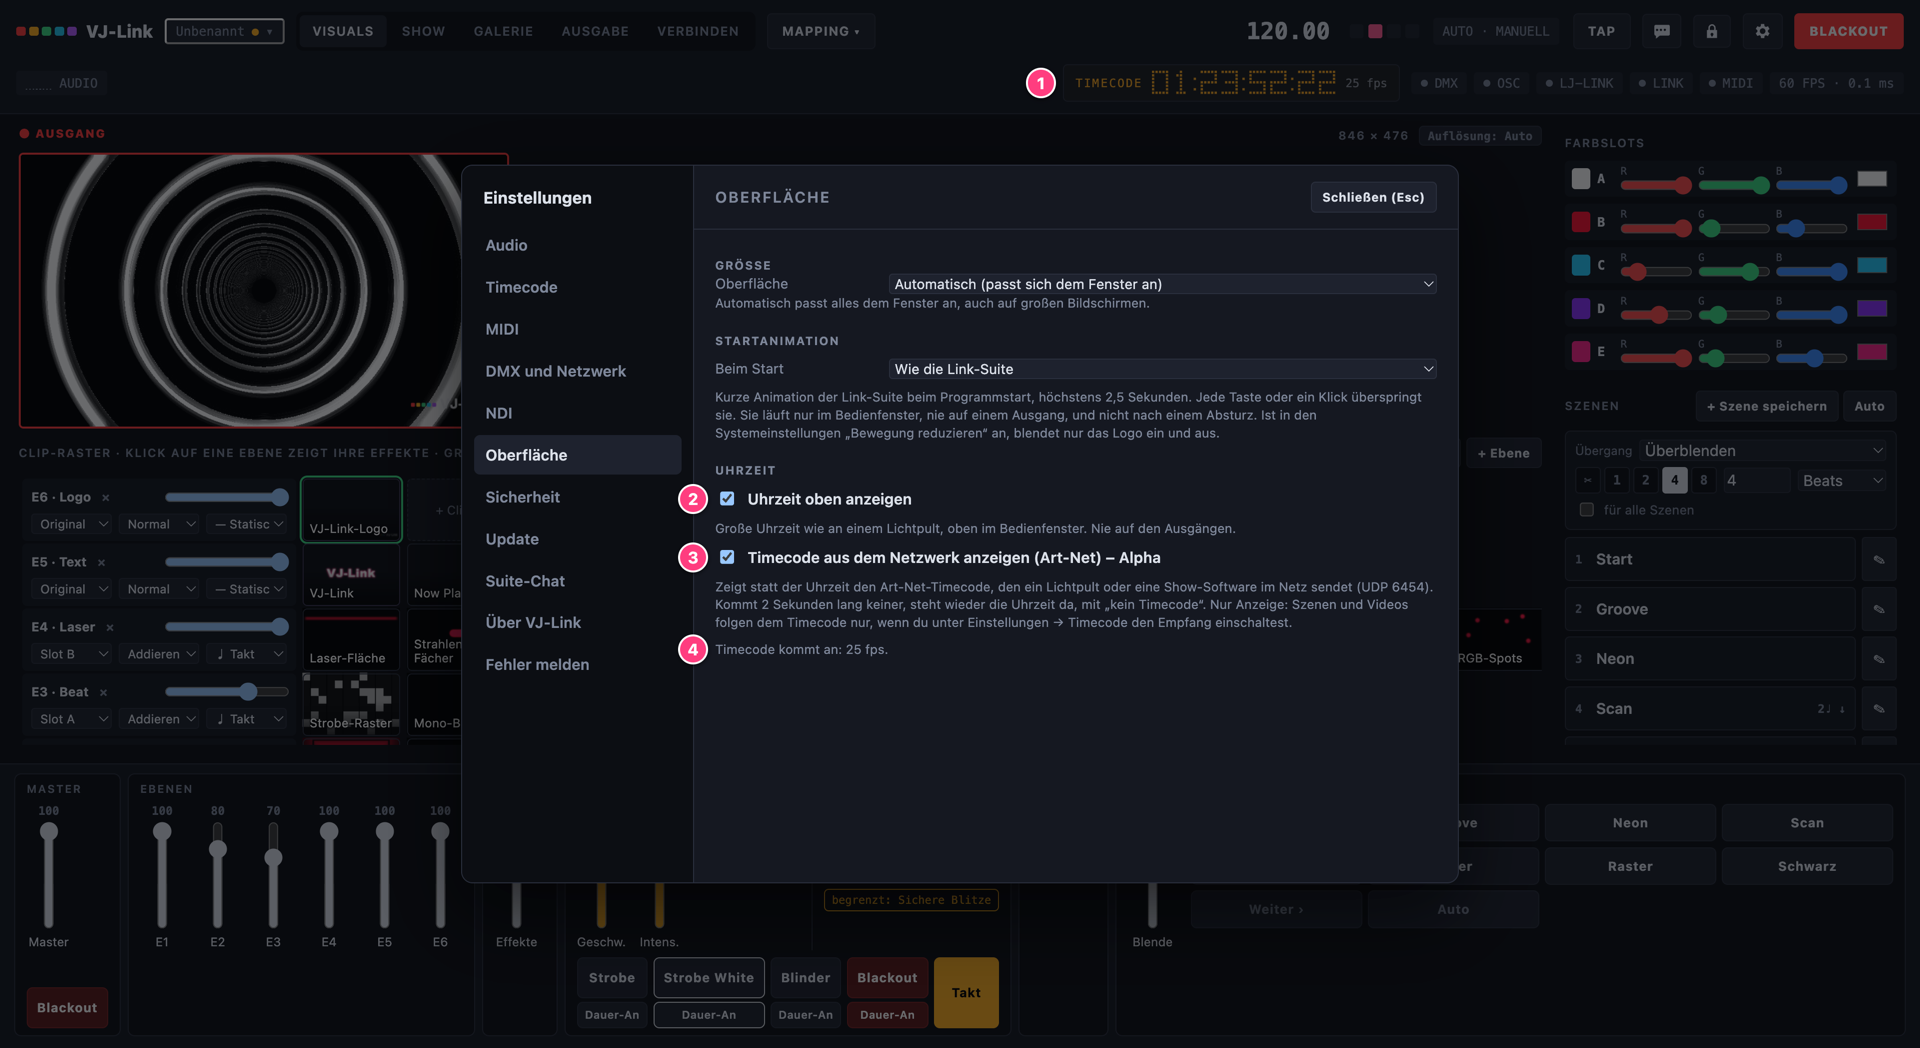 VJ-Link
Unbenannt
VISUALS
SHOW
GALERIE
AUSGABE
VERBINDEN
MAPPING
120.00
AUTO · MANUELL
TAP
BLACKOUT
AUDIO
1
TIMECODE 01:23:52:22 25 fps
DMX
OSC
LJ-LINK
LINK
MIDI
60 FPS · 0.1 ms
AUSGANG
846 × 476
Auflösung: Auto
Einstellungen
Audio
Timecode
MIDI
DMX und Netzwerk
NDI
Oberfläche
Sicherheit
Update
Suite-Chat
Über VJ-Link
Fehler melden
OBERFLÄCHE
Schließen (Esc)
GRÖSSE
Oberfläche
Automatisch (passt sich dem Fenster an)
Automatisch passt alles dem Fenster an, auch auf großen Bildschirmen.
STARTANIMATION
Beim Start
Wie die Link-Suite
Kurze Animation der Link-Suite beim Programmstart, höchstens 2,5 Sekunden. Jede Taste oder ein Klick überspringt
sie. Sie läuft nur im Bedienfenster, nie auf einem Ausgang, und nicht nach einem Absturz. Ist in den
Systemeinstellungen „Bewegung reduzieren“ an, blendet nur das Logo ein und aus.
UHRZEIT
2
Uhrzeit oben anzeigen
Große Uhrzeit wie an einem Lichtpult, oben im Bedienfenster. Nie auf den Ausgängen.
3
Timecode aus dem Netzwerk anzeigen (Art-Net) – Alpha
Zeigt statt der Uhrzeit den Art-Net-Timecode, den ein Lichtpult oder eine Show-Software im Netz sendet (UDP 6454).
Kommt 2 Sekunden lang keiner, steht wieder die Uhrzeit da, mit „kein Timecode“. Nur Anzeige: Szenen und Videos
folgen dem Timecode nur, wenn du unter Einstellungen → Timecode den Empfang einschaltest.
4
Timecode kommt an: 25 fps.
CLIP-RASTER · KLICK AUF EINE EBENE ZEIGT IHRE EFFEKTE · GR
+ Ebene
E6 · Logo ×
Original
Normal
— Statisc
VJ-Link-Logo
+ Cli
E5 · Text ×
Original
Normal
— Statisc
VJ-Link
VJ-Link
Now Pla
E4 · Laser ×
Slot B
Addieren
♩ Takt
Laser-Fläche
Strahlen
Fächer
RGB-Spots
E3 · Beat ×
Slot A
Addieren
♩ Takt
Strobe-Raster
Mono-B
FARBSLOTS
A R G B
B R G B
C R G B
D R G B
E R G B
SZENEN
+ Szene speichern
Auto
Übergang
Überblenden
1
2
4
8
4
Beats
für alle Szenen
1 Start
2 Groove
3 Neon
4 Scan 2♩ ↓
MASTER
100
Master
Blackout
EBENEN
100 80 70 100 100 100
E1 E2 E3 E4 E5 E6
Effekte
Geschw.
Intens.
begrenzt: Sichere Blitze
Strobe
Strobe White
Blinder
Blackout
Takt
Dauer-An
Dauer-An
Dauer-An
Dauer-An
Blende
ove
Neon
Scan
er
Raster
Schwarz
Weiter ›
Auto